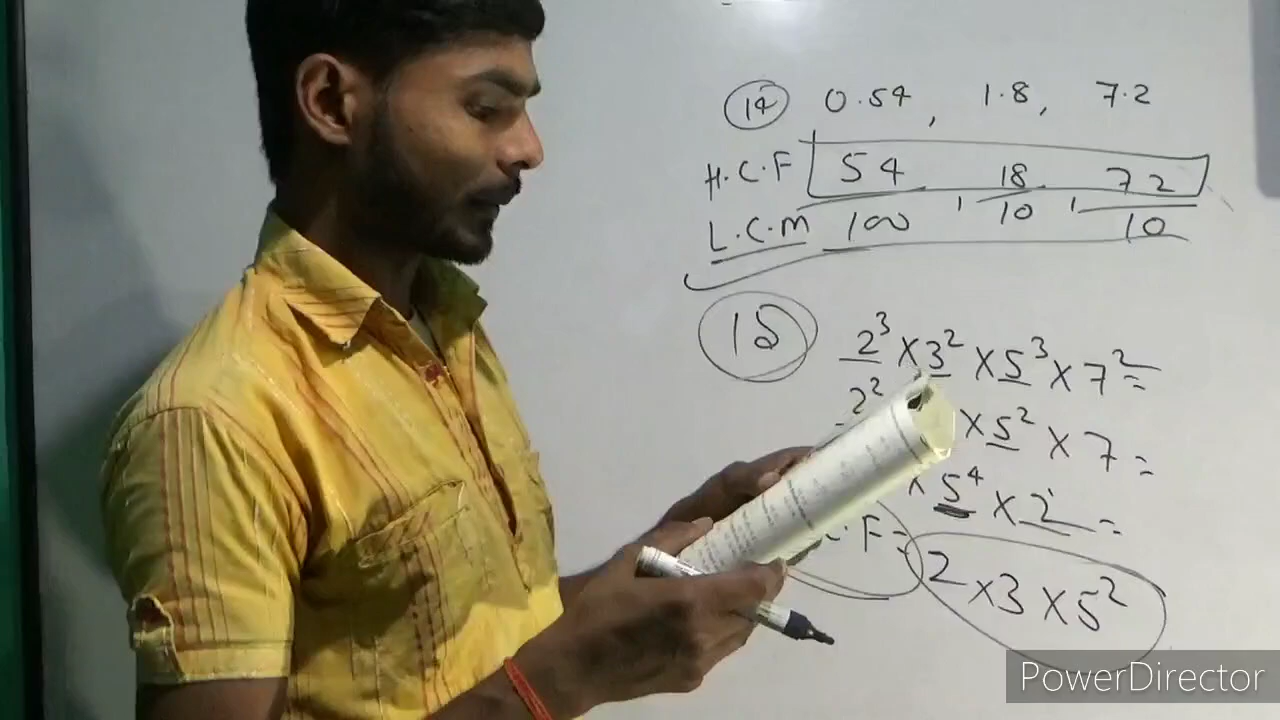 14 0.54, 1.8, 7.2
H.C.F 54 18 72
L.C.M 100, 10, 10
15
2³ × 3² × 5³ × 7² =
2² × 5² × 7 =
× 5⁴ × 2 =
F = 2 × 3 × 5²
PowerDirector